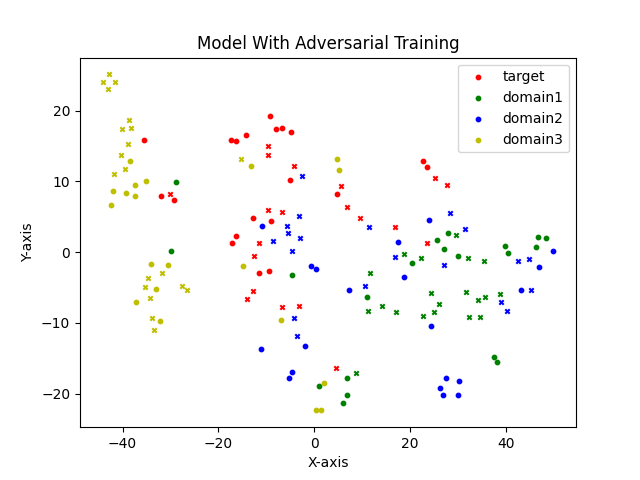 Model With Adversarial Training
target
domain1
domain2
domain3
20
10
0
−10
−20
Y-axis
−40
−20
0
20
40
X-axis